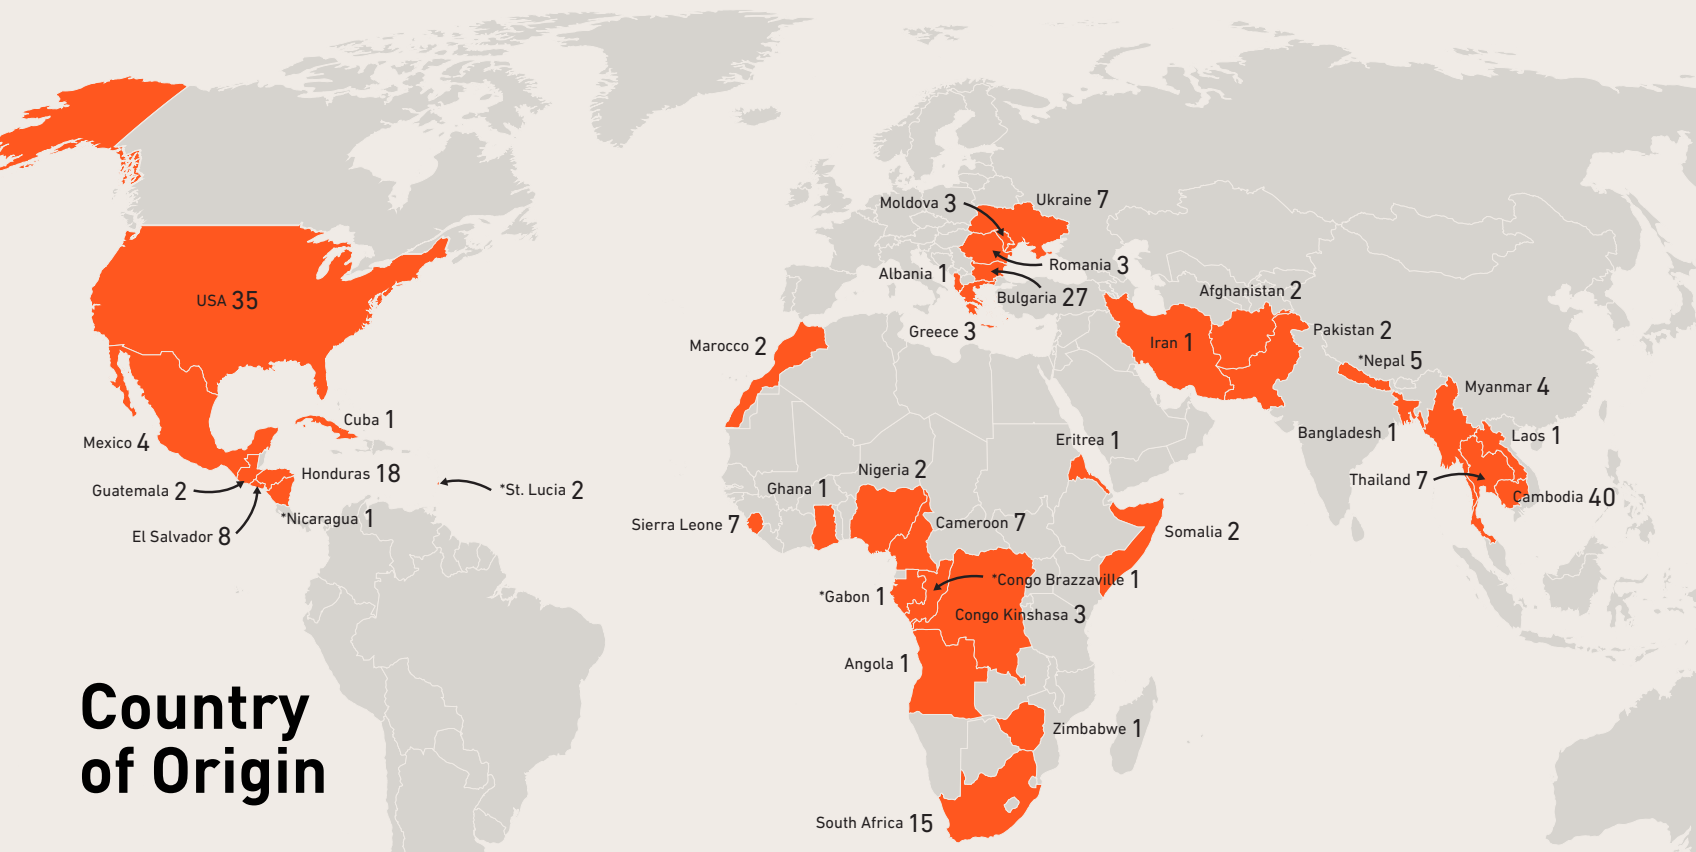 Moldova 3
Ukraine 7
Albania 1
Romania 3
Bulgaria 27
Greece 3
Afghanistan 2
USA 35
Pakistan 2
Iran 1
Marocco 2
*Nepal 5
Myanmar 4
Cuba 1
Mexico 4
Bangladesh 1
Laos 1
Eritrea 1
Honduras 18
Nigeria 2
Thailand 7
Guatemala 2
*St. Lucia 2
Ghana 1
Cambodia 40
*Nicaragua 1
Sierra Leone 7
Cameroon 7
Somalia 2
El Salvador 8
*Congo Brazzaville 1
*Gabon 1
Congo Kinshasa 3
Angola 1
Country
of Origin
Zimbabwe 1
South Africa 15